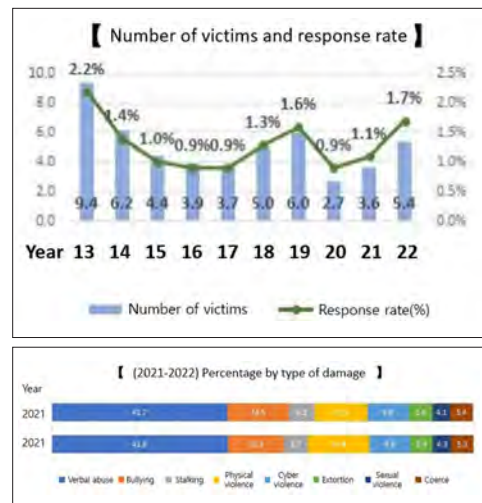 【 Number of victims and response rate 】
10.0 8.0 6.0 4.0 2.0 0.0
2.5% 2.0% 1.5% 1.0% 0.5% 0.0%
2.2% 1.4% 1.0% 0.9% 0.9% 1.3% 1.6% 0.9% 1.1% 1.7%
9.4 6.2 4.4 3.9 3.7 5.0 6.0 2.7 3.6 5.4
Year 13 14 15 16 17 18 19 20 21 22
Number of victims Response rate(%)
【 (2021-2022) Percentage by type of damage 】
Year
2021 41.7
2021 41.8
Verbal abuse Bullying Stalking Physical violence Cyber violence Extortion Sexual violence Coerce